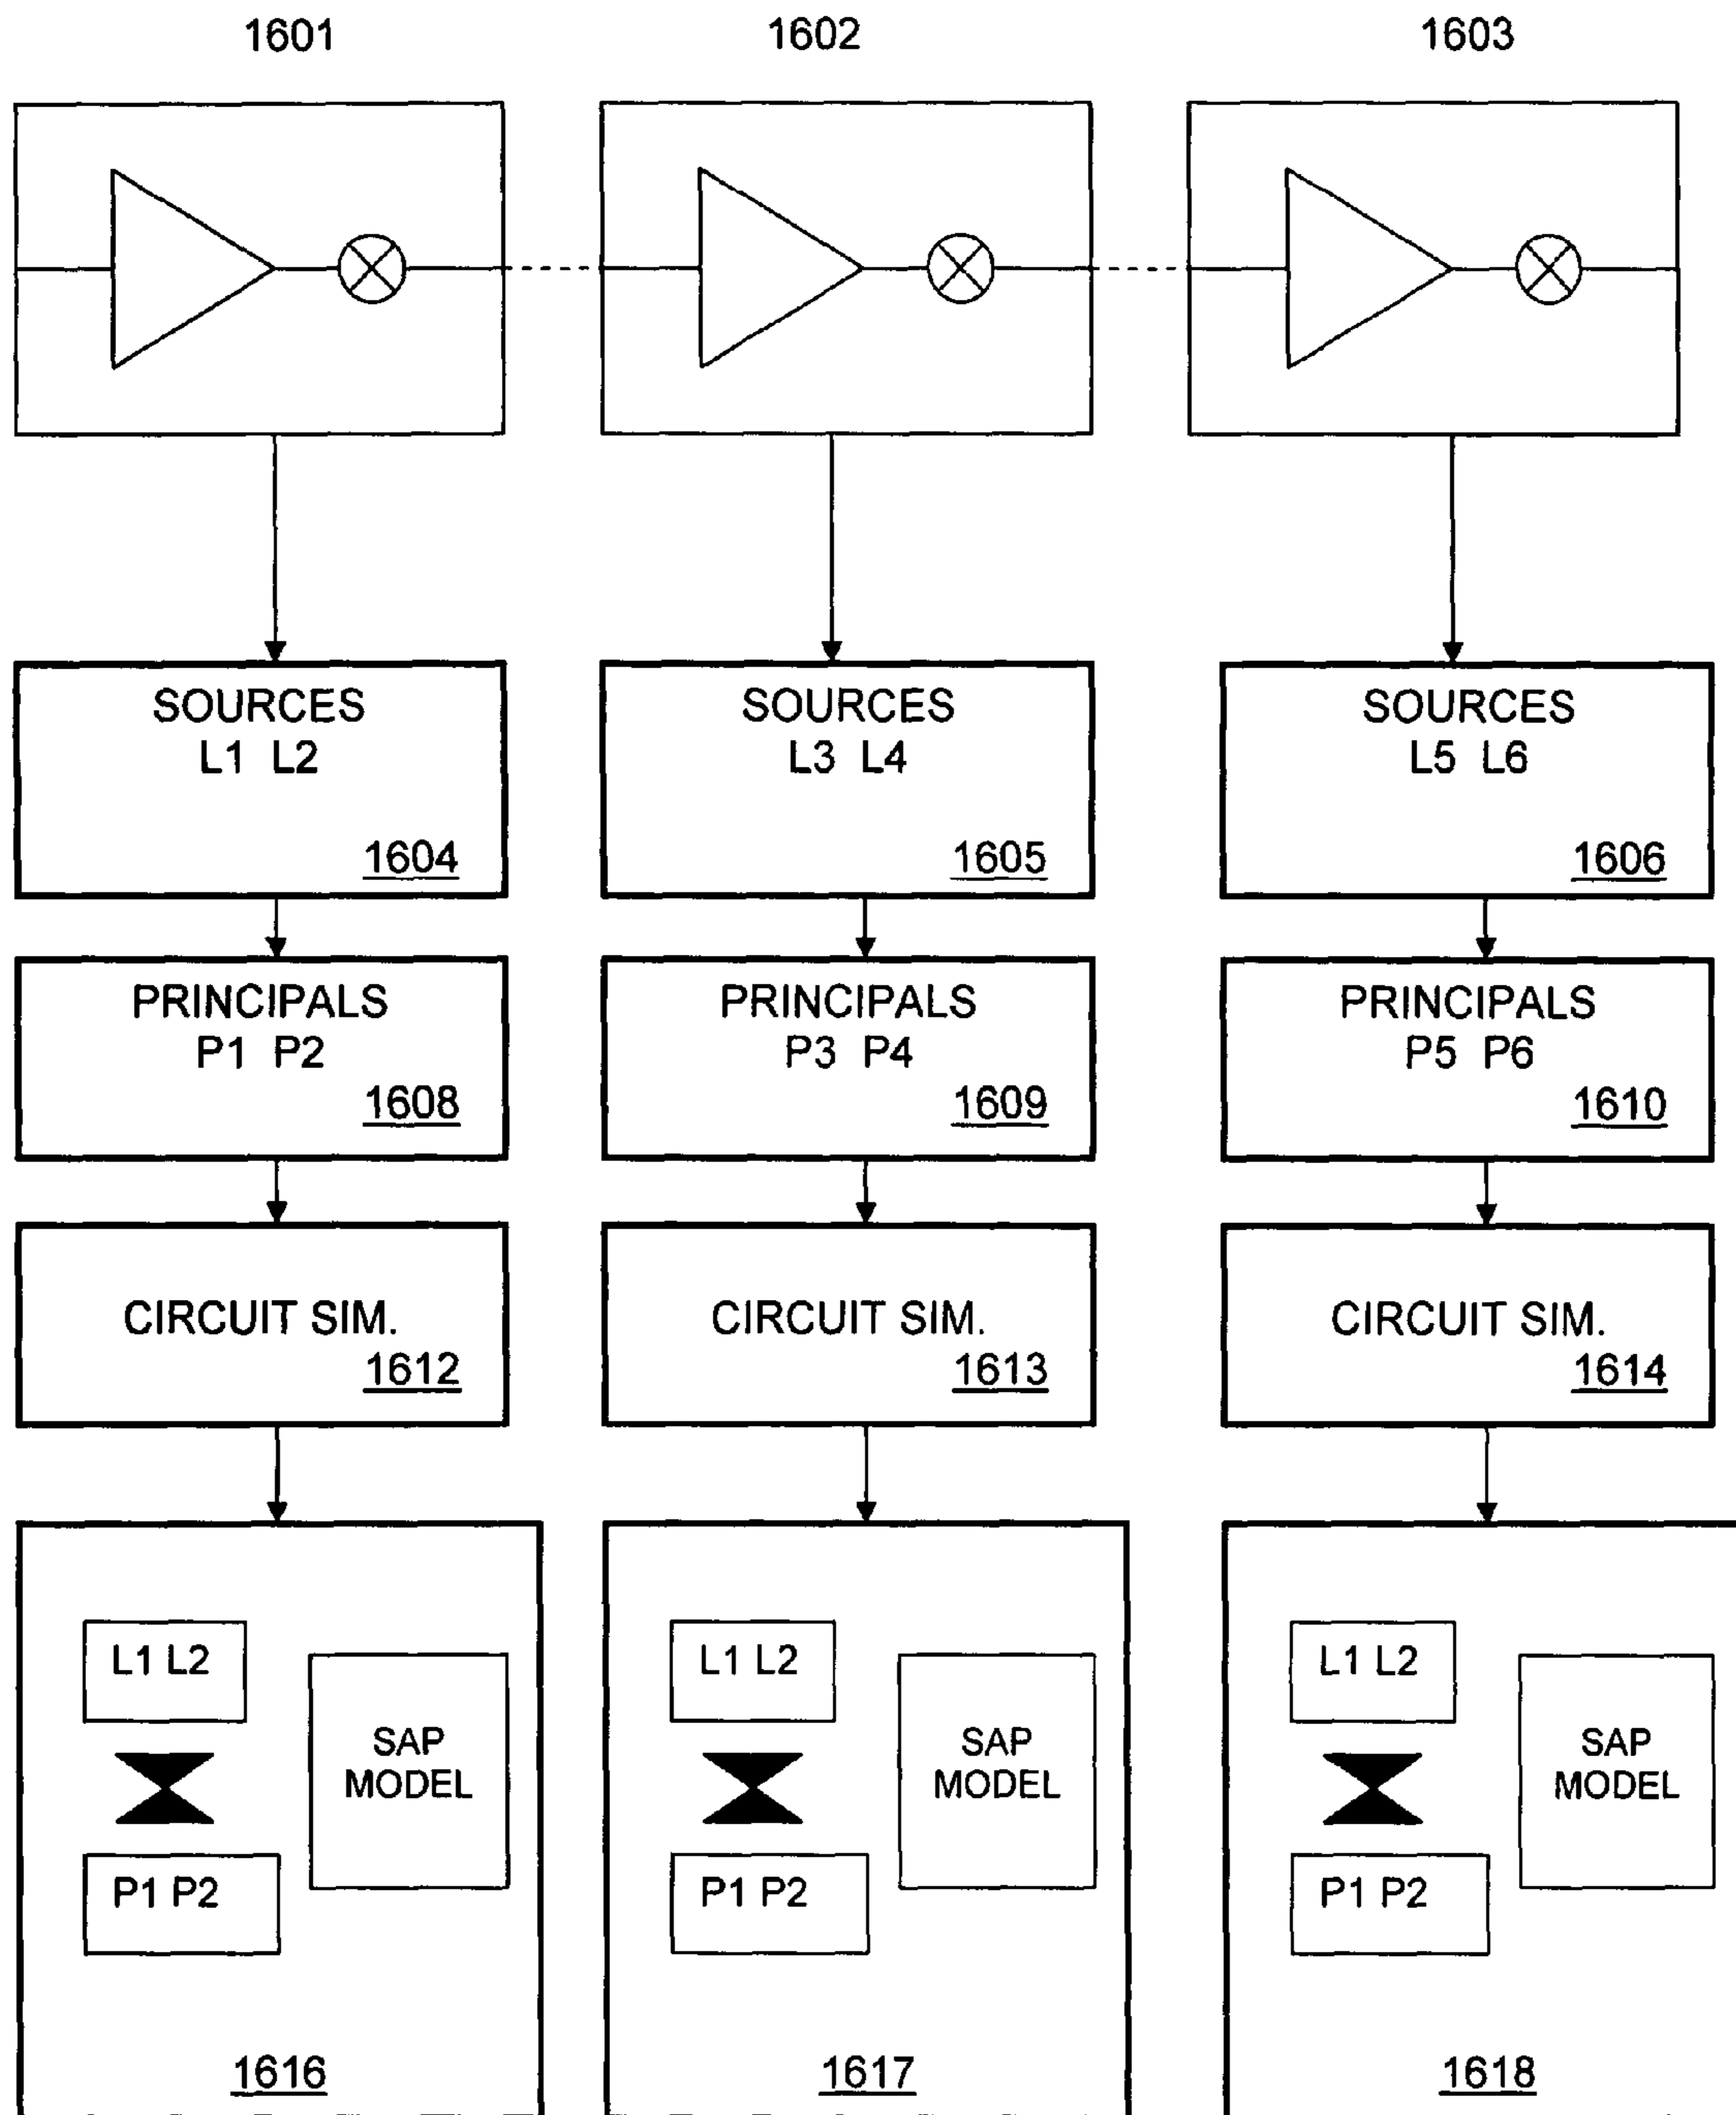 1601
1602
1603
SOURCES
L1 L2
1604
SOURCES
L3 L4
1605
SOURCES
L5 L6
1606
PRINCIPALS
P1 P2
1608
PRINCIPALS
P3 P4
1609
PRINCIPALS
P5 P6
1610
CIRCUIT SIM.
1612
CIRCUIT SIM.
1613
CIRCUIT SIM.
1614
L1 L2
SAP
MODEL
P1 P2
1616
L1 L2
SAP
MODEL
P1 P2
1617
L1 L2
SAP
MODEL
P1 P2
1618